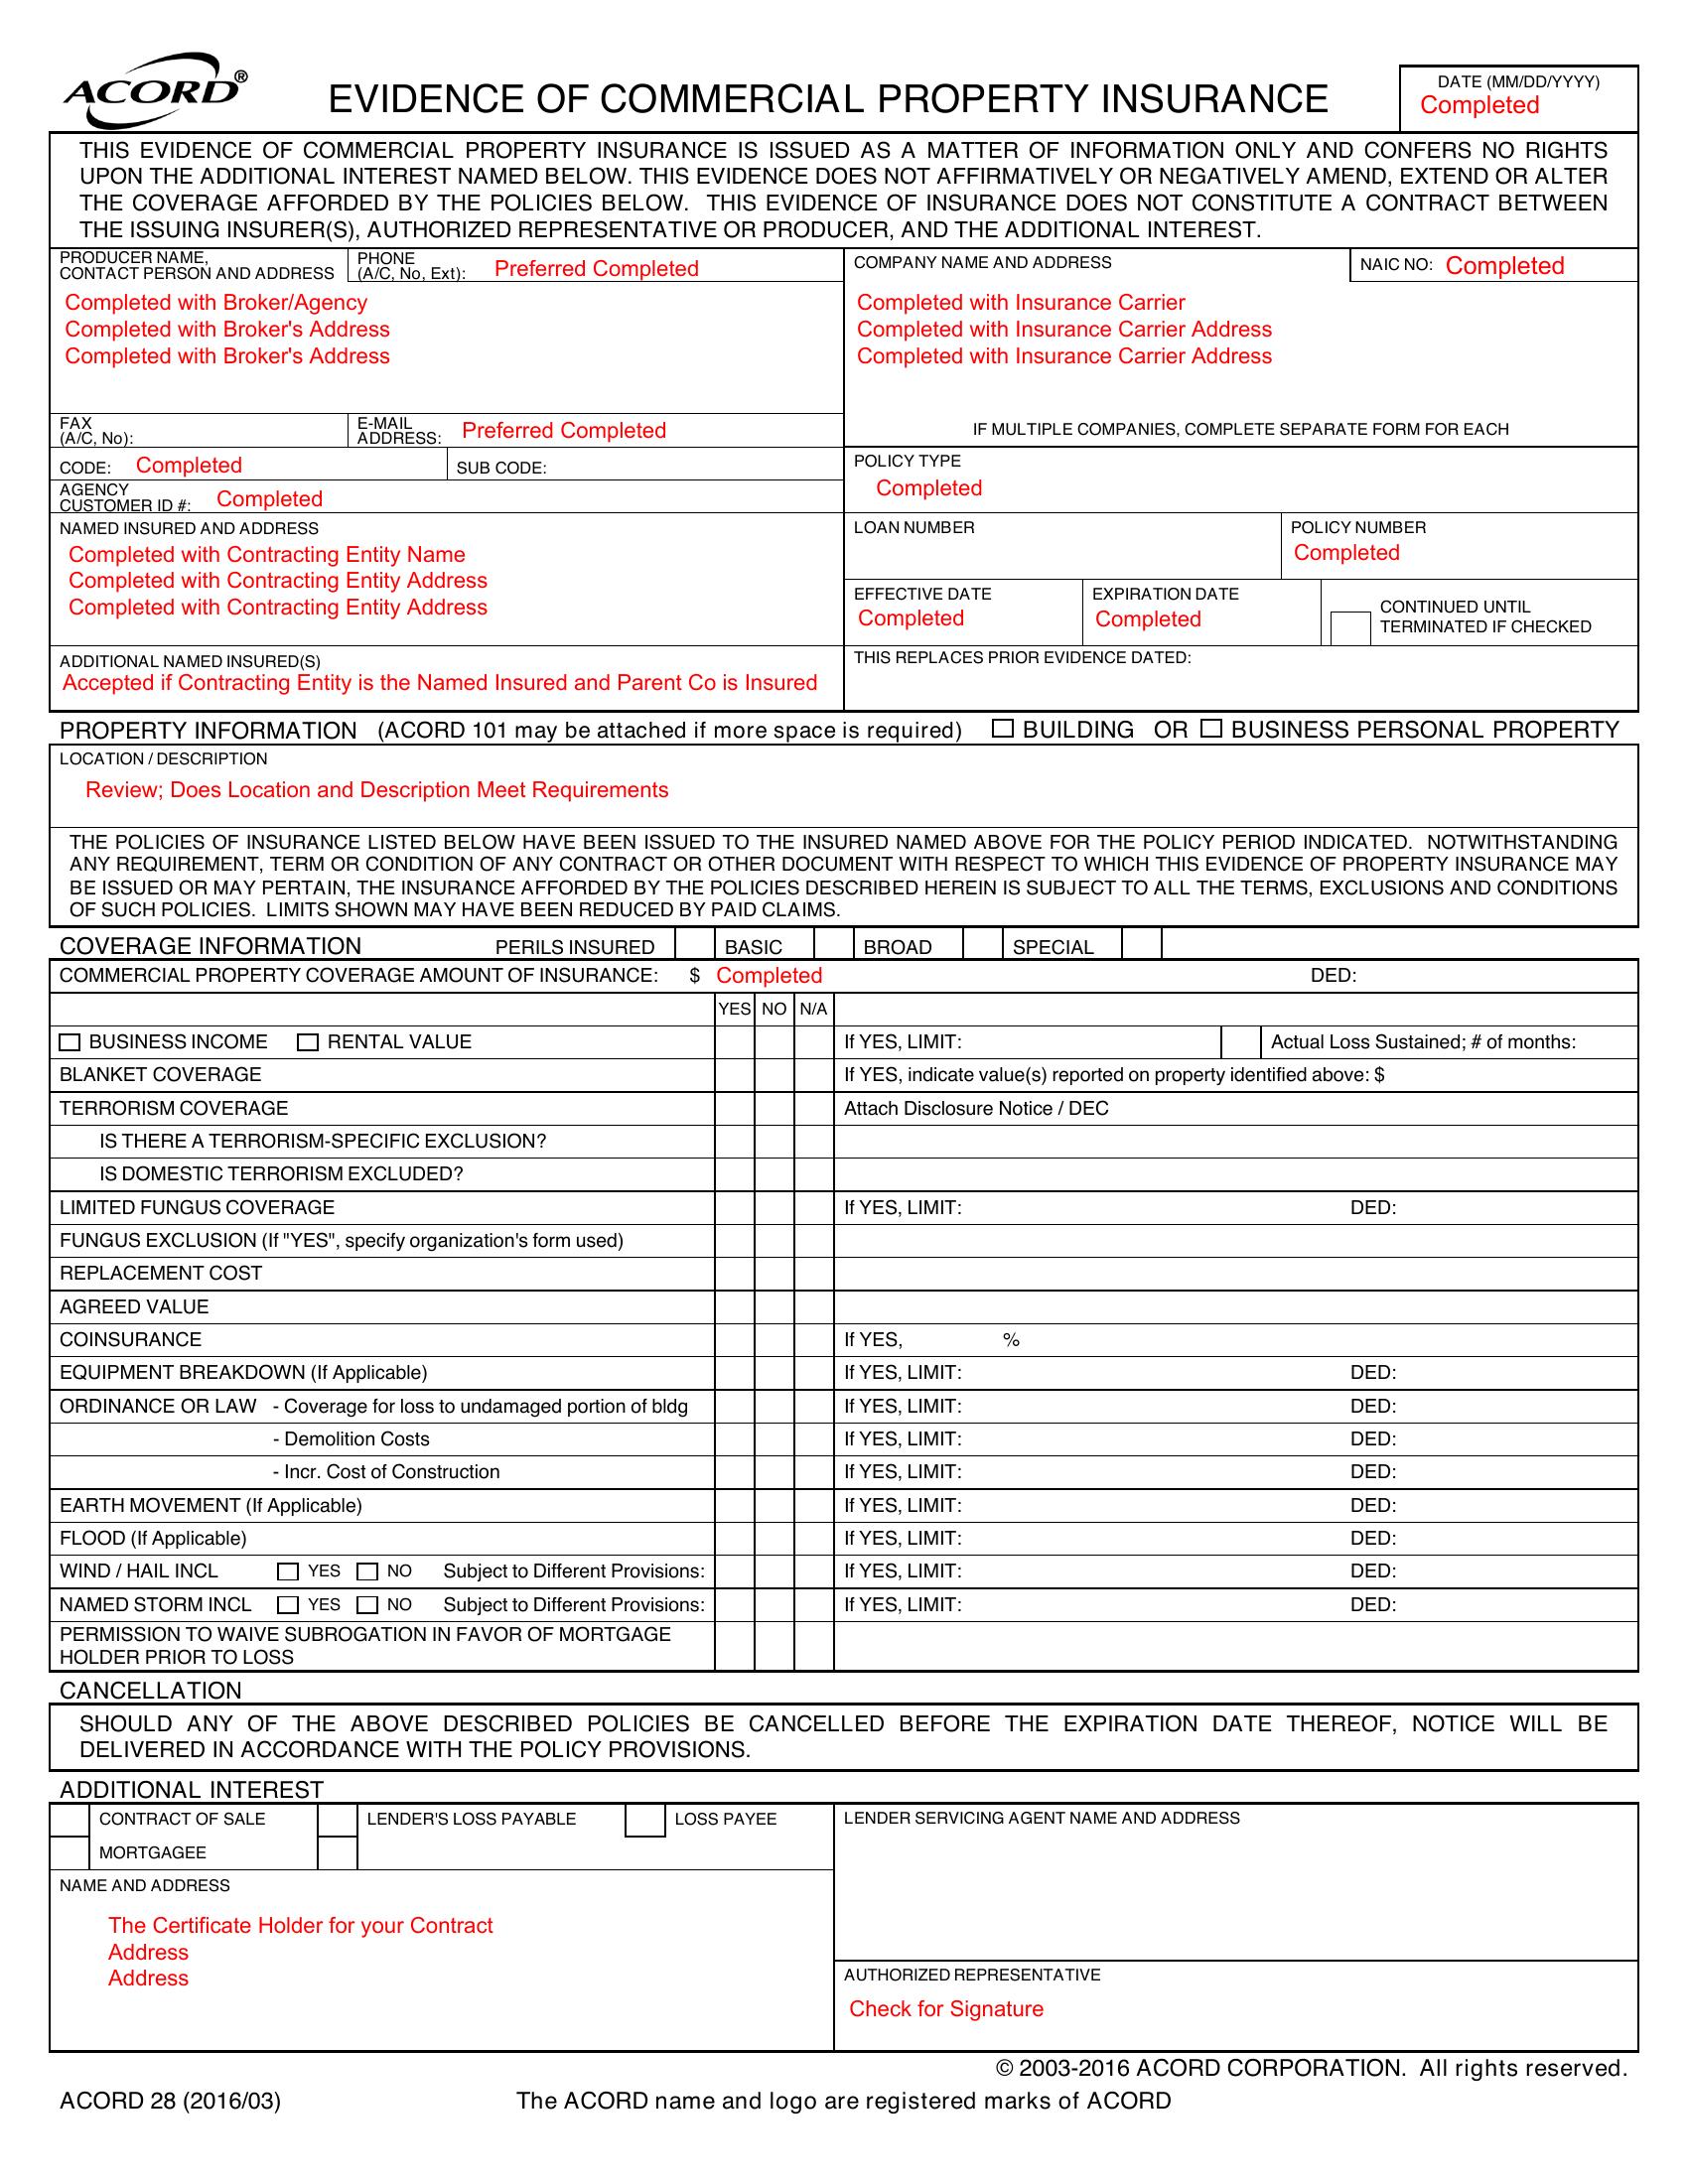 ACORD®
EVIDENCE OF COMMERCIAL PROPERTY INSURANCE
DATE (MM/DD/YYYY)
Completed
THIS EVIDENCE OF COMMERCIAL PROPERTY INSURANCE IS ISSUED AS A MATTER OF INFORMATION ONLY AND CONFERS NO RIGHTS
UPON THE ADDITIONAL INTEREST NAMED BELOW. THIS EVIDENCE DOES NOT AFFIRMATIVELY OR NEGATIVELY AMEND, EXTEND OR ALTER
THE COVERAGE AFFORDED BY THE POLICIES BELOW. THIS EVIDENCE OF INSURANCE DOES NOT CONSTITUTE A CONTRACT BETWEEN
THE ISSUING INSURER(S), AUTHORIZED REPRESENTATIVE OR PRODUCER, AND THE ADDITIONAL INTEREST.
PRODUCER NAME,
CONTACT PERSON AND ADDRESS
PHONE
(A/C, No, Ext): Preferred Completed
Completed with Broker/Agency
Completed with Broker's Address
Completed with Broker's Address
COMPANY NAME AND ADDRESS
NAIC NO: Completed
Completed with Insurance Carrier
Completed with Insurance Carrier Address
Completed with Insurance Carrier Address
FAX
(A/C, No):
E-MAIL
ADDRESS: Preferred Completed
IF MULTIPLE COMPANIES, COMPLETE SEPARATE FORM FOR EACH
CODE: Completed
SUB CODE:
POLICY TYPE
Completed
AGENCY
CUSTOMER ID #: Completed
NAMED INSURED AND ADDRESS
Completed with Contracting Entity Name
Completed with Contracting Entity Address
Completed with Contracting Entity Address
LOAN NUMBER
POLICY NUMBER
Completed
EFFECTIVE DATE
Completed
EXPIRATION DATE
Completed
CONTINUED UNTIL
TERMINATED IF CHECKED
ADDITIONAL NAMED INSURED(S)
Accepted if Contracting Entity is the Named Insured and Parent Co is Insured
THIS REPLACES PRIOR EVIDENCE DATED:
PROPERTY INFORMATION (ACORD 101 may be attached if more space is required) BUILDING OR BUSINESS PERSONAL PROPERTY
LOCATION / DESCRIPTION
Review; Does Location and Description Meet Requirements
THE POLICIES OF INSURANCE LISTED BELOW HAVE BEEN ISSUED TO THE INSURED NAMED ABOVE FOR THE POLICY PERIOD INDICATED. NOTWITHSTANDING
ANY REQUIREMENT, TERM OR CONDITION OF ANY CONTRACT OR OTHER DOCUMENT WITH RESPECT TO WHICH THIS EVIDENCE OF PROPERTY INSURANCE MAY
BE ISSUED OR MAY PERTAIN, THE INSURANCE AFFORDED BY THE POLICIES DESCRIBED HEREIN IS SUBJECT TO ALL THE TERMS, EXCLUSIONS AND CONDITIONS
OF SUCH POLICIES. LIMITS SHOWN MAY HAVE BEEN REDUCED BY PAID CLAIMS.
COVERAGE INFORMATION PERILS INSURED BASIC BROAD SPECIAL
COMMERCIAL PROPERTY COVERAGE AMOUNT OF INSURANCE: $ Completed DED:
YES NO N/A
BUSINESS INCOME RENTAL VALUE If YES, LIMIT: Actual Loss Sustained; # of months:
BLANKET COVERAGE If YES, indicate value(s) reported on property identified above: $
TERRORISM COVERAGE Attach Disclosure Notice / DEC
IS THERE A TERRORISM-SPECIFIC EXCLUSION?
IS DOMESTIC TERRORISM EXCLUDED?
LIMITED FUNGUS COVERAGE If YES, LIMIT: DED:
FUNGUS EXCLUSION (If "YES", specify organization's form used)
REPLACEMENT COST
AGREED VALUE
COINSURANCE If YES, %
EQUIPMENT BREAKDOWN (If Applicable) If YES, LIMIT: DED:
ORDINANCE OR LAW - Coverage for loss to undamaged portion of bldg If YES, LIMIT: DED:
- Demolition Costs If YES, LIMIT: DED:
- Incr. Cost of Construction If YES, LIMIT: DED:
EARTH MOVEMENT (If Applicable) If YES, LIMIT: DED:
FLOOD (If Applicable) If YES, LIMIT: DED:
WIND / HAIL INCL YES NO Subject to Different Provisions: If YES, LIMIT: DED:
NAMED STORM INCL YES NO Subject to Different Provisions: If YES, LIMIT: DED:
PERMISSION TO WAIVE SUBROGATION IN FAVOR OF MORTGAGE
HOLDER PRIOR TO LOSS
CANCELLATION
SHOULD ANY OF THE ABOVE DESCRIBED POLICIES BE CANCELLED BEFORE THE EXPIRATION DATE THEREOF, NOTICE WILL BE
DELIVERED IN ACCORDANCE WITH THE POLICY PROVISIONS.
ADDITIONAL INTEREST
CONTRACT OF SALE LENDER'S LOSS PAYABLE LOSS PAYEE
MORTGAGEE
LENDER SERVICING AGENT NAME AND ADDRESS
NAME AND ADDRESS
The Certificate Holder for your Contract
Address
Address
AUTHORIZED REPRESENTATIVE
Check for Signature
© 2003-2016 ACORD CORPORATION. All rights reserved.
ACORD 28 (2016/03) The ACORD name and logo are registered marks of ACORD